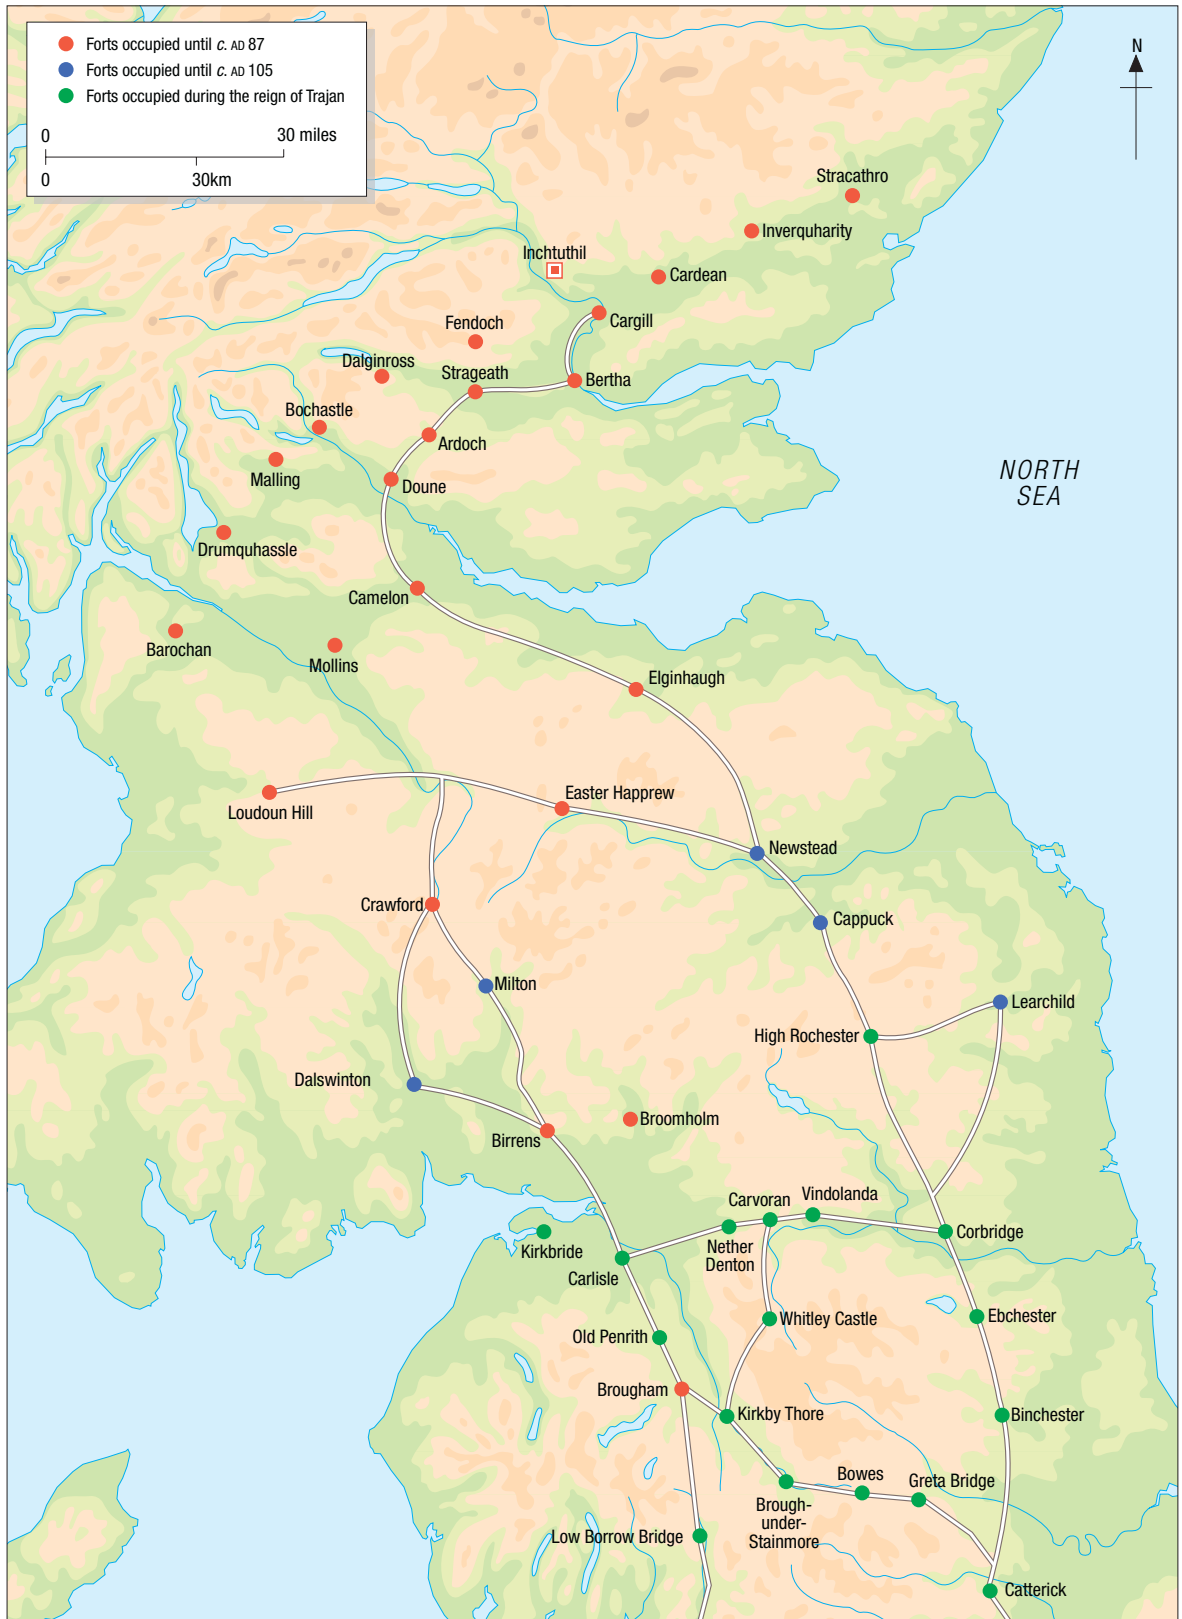 Forts occupied until c. AD 87
Forts occupied until c. AD 105
Forts occupied during the reign of Trajan
0
30 miles
0
30km
N
Stracathro
Inverquharity
Inchtuthil
Cardean
Cargill
Fendoch
Dalginross
Strageath
Bertha
Bochastle
Ardoch
Malling
Doune
NORTH
SEA
Drumquhassle
Camelon
Barochan
Mollins
Elginhaugh
Easter Happrew
Loudoun Hill
Newstead
Crawford
Cappuck
Milton
Learchild
High Rochester
Dalswinton
Broomholm
Birrens
Carvoran
Vindolanda
Corbridge
Kirkbride
Nether
Denton
Carlisle
Ebchester
Whitley Castle
Old Penrith
Brougham
Kirkby Thore
Binchester
Bowes
Greta Bridge
Brough-
under-
Stainmore
Low Borrow Bridge
Catterick